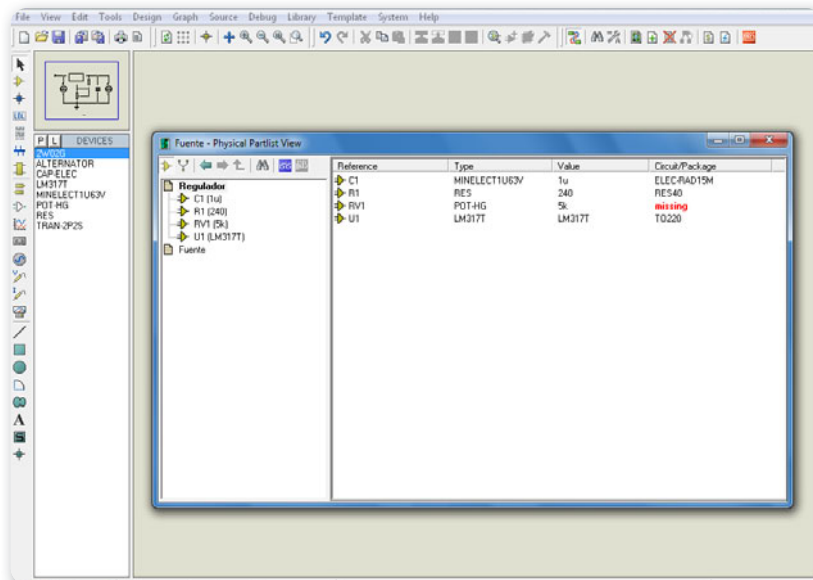 File View Edit Tools Design Graph Source Debug Library Template System Help
P L DEVICES
2W02G
ALTERNATOR
CAP-ELEC
LM317T
MINELECT1U63V
POT-HG
RES
TRAN-2P2S
Fuente - Physical Partlist View
Regulador
C1 (1u)
R1 (240)
RV1 (5k)
U1 (LM317T)
Fuente
Reference Type Value Circuit/Package
C1 MINELECT1U63V 1u ELEC-RAD15M
R1 RES 240 RES40
RV1 POT-HG 5k missing
U1 LM317T LM317T TO220
LBL
A
S